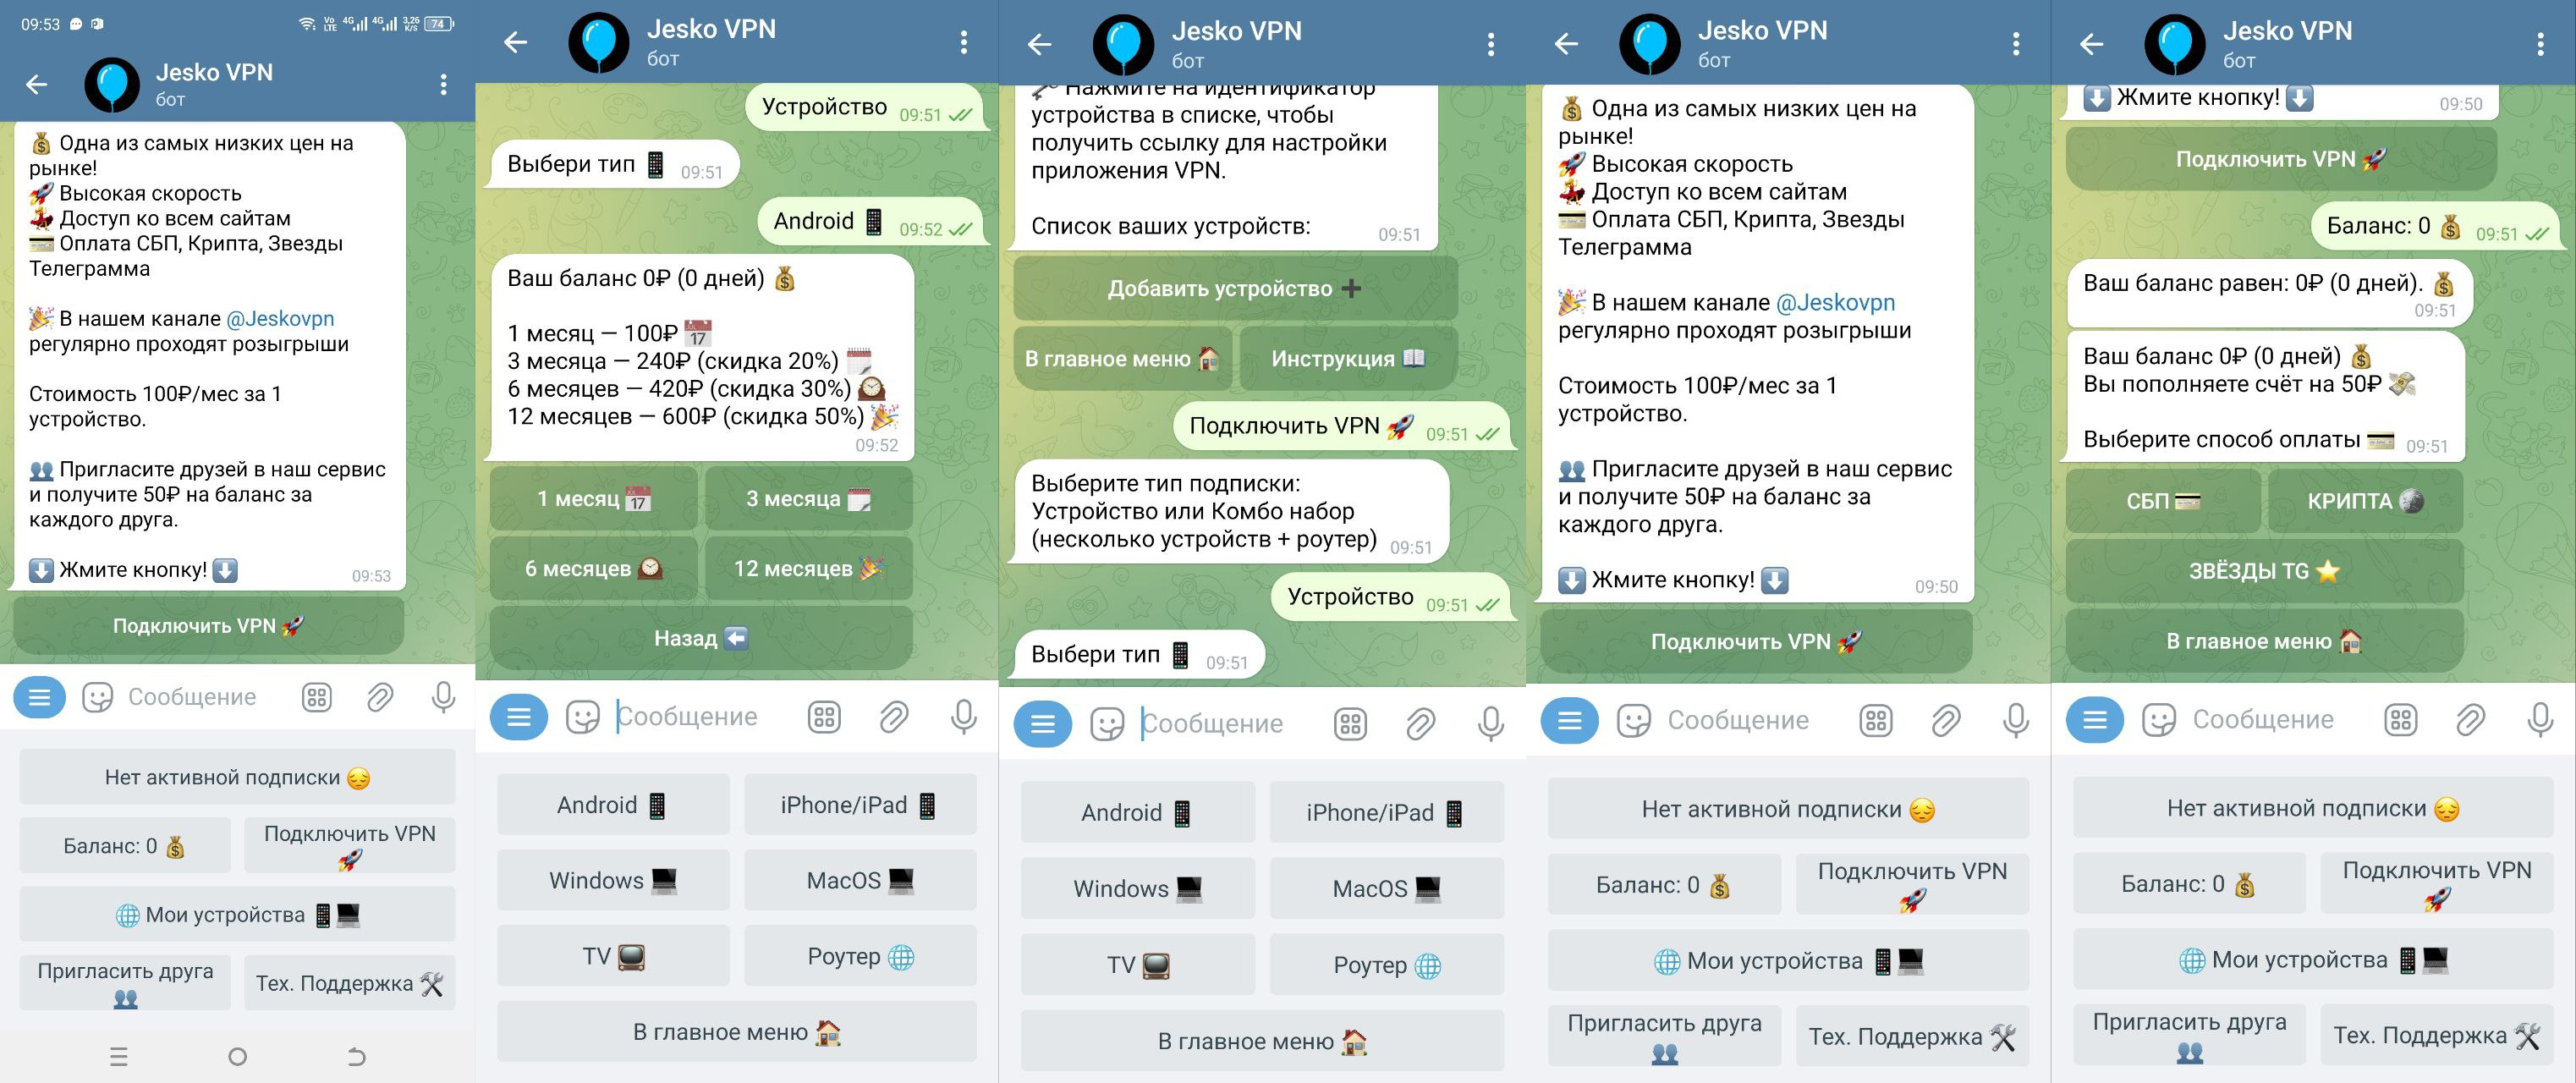 09:53
Vo LTE 4G 4G 3,26 K/S 74
Jesko VPN
бот
💰 Одна из самых низких цен на
рынке!
🚀 Высокая скорость
💃 Доступ ко всем сайтам
💳 Оплата СБП, Крипта, Звезды
Телеграмма
🎉 В нашем канале @Jeskovpn
регулярно проходят розыгрыши
Стоимость 100₽/мес за 1
устройство.
👥 Пригласите друзей в наш сервис
и получите 50₽ на баланс за
каждого друга.
⬇️ Жмите кнопку! ⬇️ 09:53
Подключить VPN 🚀
Сообщение
Нет активной подписки 😔
Баланс: 0 💰
Подключить VPN
🚀
🌐 Мои устройства 📱💻
Пригласить друга
👥
Тех. Поддержка 🛠
Jesko VPN
бот
Устройство 09:51
Выбери тип 📱 09:51
Android 📱 09:52
Ваш баланс 0₽ (0 дней) 💰
1 месяц — 100₽ 📅
3 месяца — 240₽ (скидка 20%) 🗓
6 месяцев — 420₽ (скидка 30%) 🕰
12 месяцев — 600₽ (скидка 50%) 🎉
09:52
1 месяц 📅
3 месяца 🗓
6 месяцев 🕰
12 месяцев 🎉
Назад ⬅️
Сообщение
Android 📱
iPhone/iPad 📱
Windows 💻
MacOS 💻
TV 📺
Роутер 🌐
В главное меню 🏠
Jesko VPN
бот
Нажмите на идентификатор
устройства в списке, чтобы
получить ссылку для настройки
приложения VPN.
Список ваших устройств: 09:51
Добавить устройство ➕
В главное меню 🏠
Инструкция 📖
Подключить VPN 🚀 09:51
Выберите тип подписки:
Устройство или Комбо набор
(несколько устройств + роутер) 09:51
Устройство 09:51
Выбери тип 📱 09:51
Сообщение
Android 📱
iPhone/iPad 📱
Windows 💻
MacOS 💻
TV 📺
Роутер 🌐
В главное меню 🏠
Jesko VPN
бот
💰 Одна из самых низких цен на
рынке!
🚀 Высокая скорость
💃 Доступ ко всем сайтам
💳 Оплата СБП, Крипта, Звезды
Телеграмма
🎉 В нашем канале @Jeskovpn
регулярно проходят розыгрыши
Стоимость 100₽/мес за 1
устройство.
👥 Пригласите друзей в наш сервис
и получите 50₽ на баланс за
каждого друга.
⬇️ Жмите кнопку! ⬇️ 09:50
Подключить VPN 🚀
Сообщение
Нет активной подписки 😔
Баланс: 0 💰
Подключить VPN
🚀
🌐 Мои устройства 📱💻
Пригласить друга
👥
Тех. Поддержка 🛠
Jesko VPN
бот
⬇️ Жмите кнопку! ⬇️ 09:50
Подключить VPN 🚀
Баланс: 0 💰 09:51
Ваш баланс равен: 0₽ (0 дней). 💰
09:51
Ваш баланс 0₽ (0 дней) 💰
Вы пополняете счёт на 50₽ 💸
Выберите способ оплаты 💳 09:51
СБП 💳
КРИПТА 🪙
ЗВЁЗДЫ TG ⭐
В главное меню 🏠
Сообщение
Нет активной подписки 😔
Баланс: 0 💰
Подключить VPN
🚀
🌐 Мои устройства 📱💻
Пригласить друга
👥
Тех. Поддержка 🛠